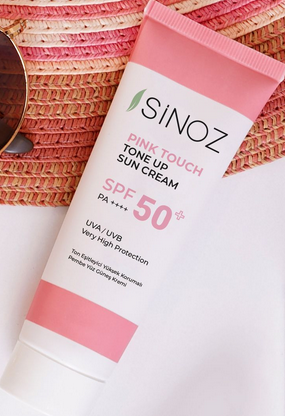 SiNOZ
PINK TOUCH
TONE UP
SUN CREAM
SPF 50+
PA ++++
UVA / UVB
Very High Protection
Ton Eşitleyici Yüksek Korumalı
Pembe Yüz Güneş Kremi